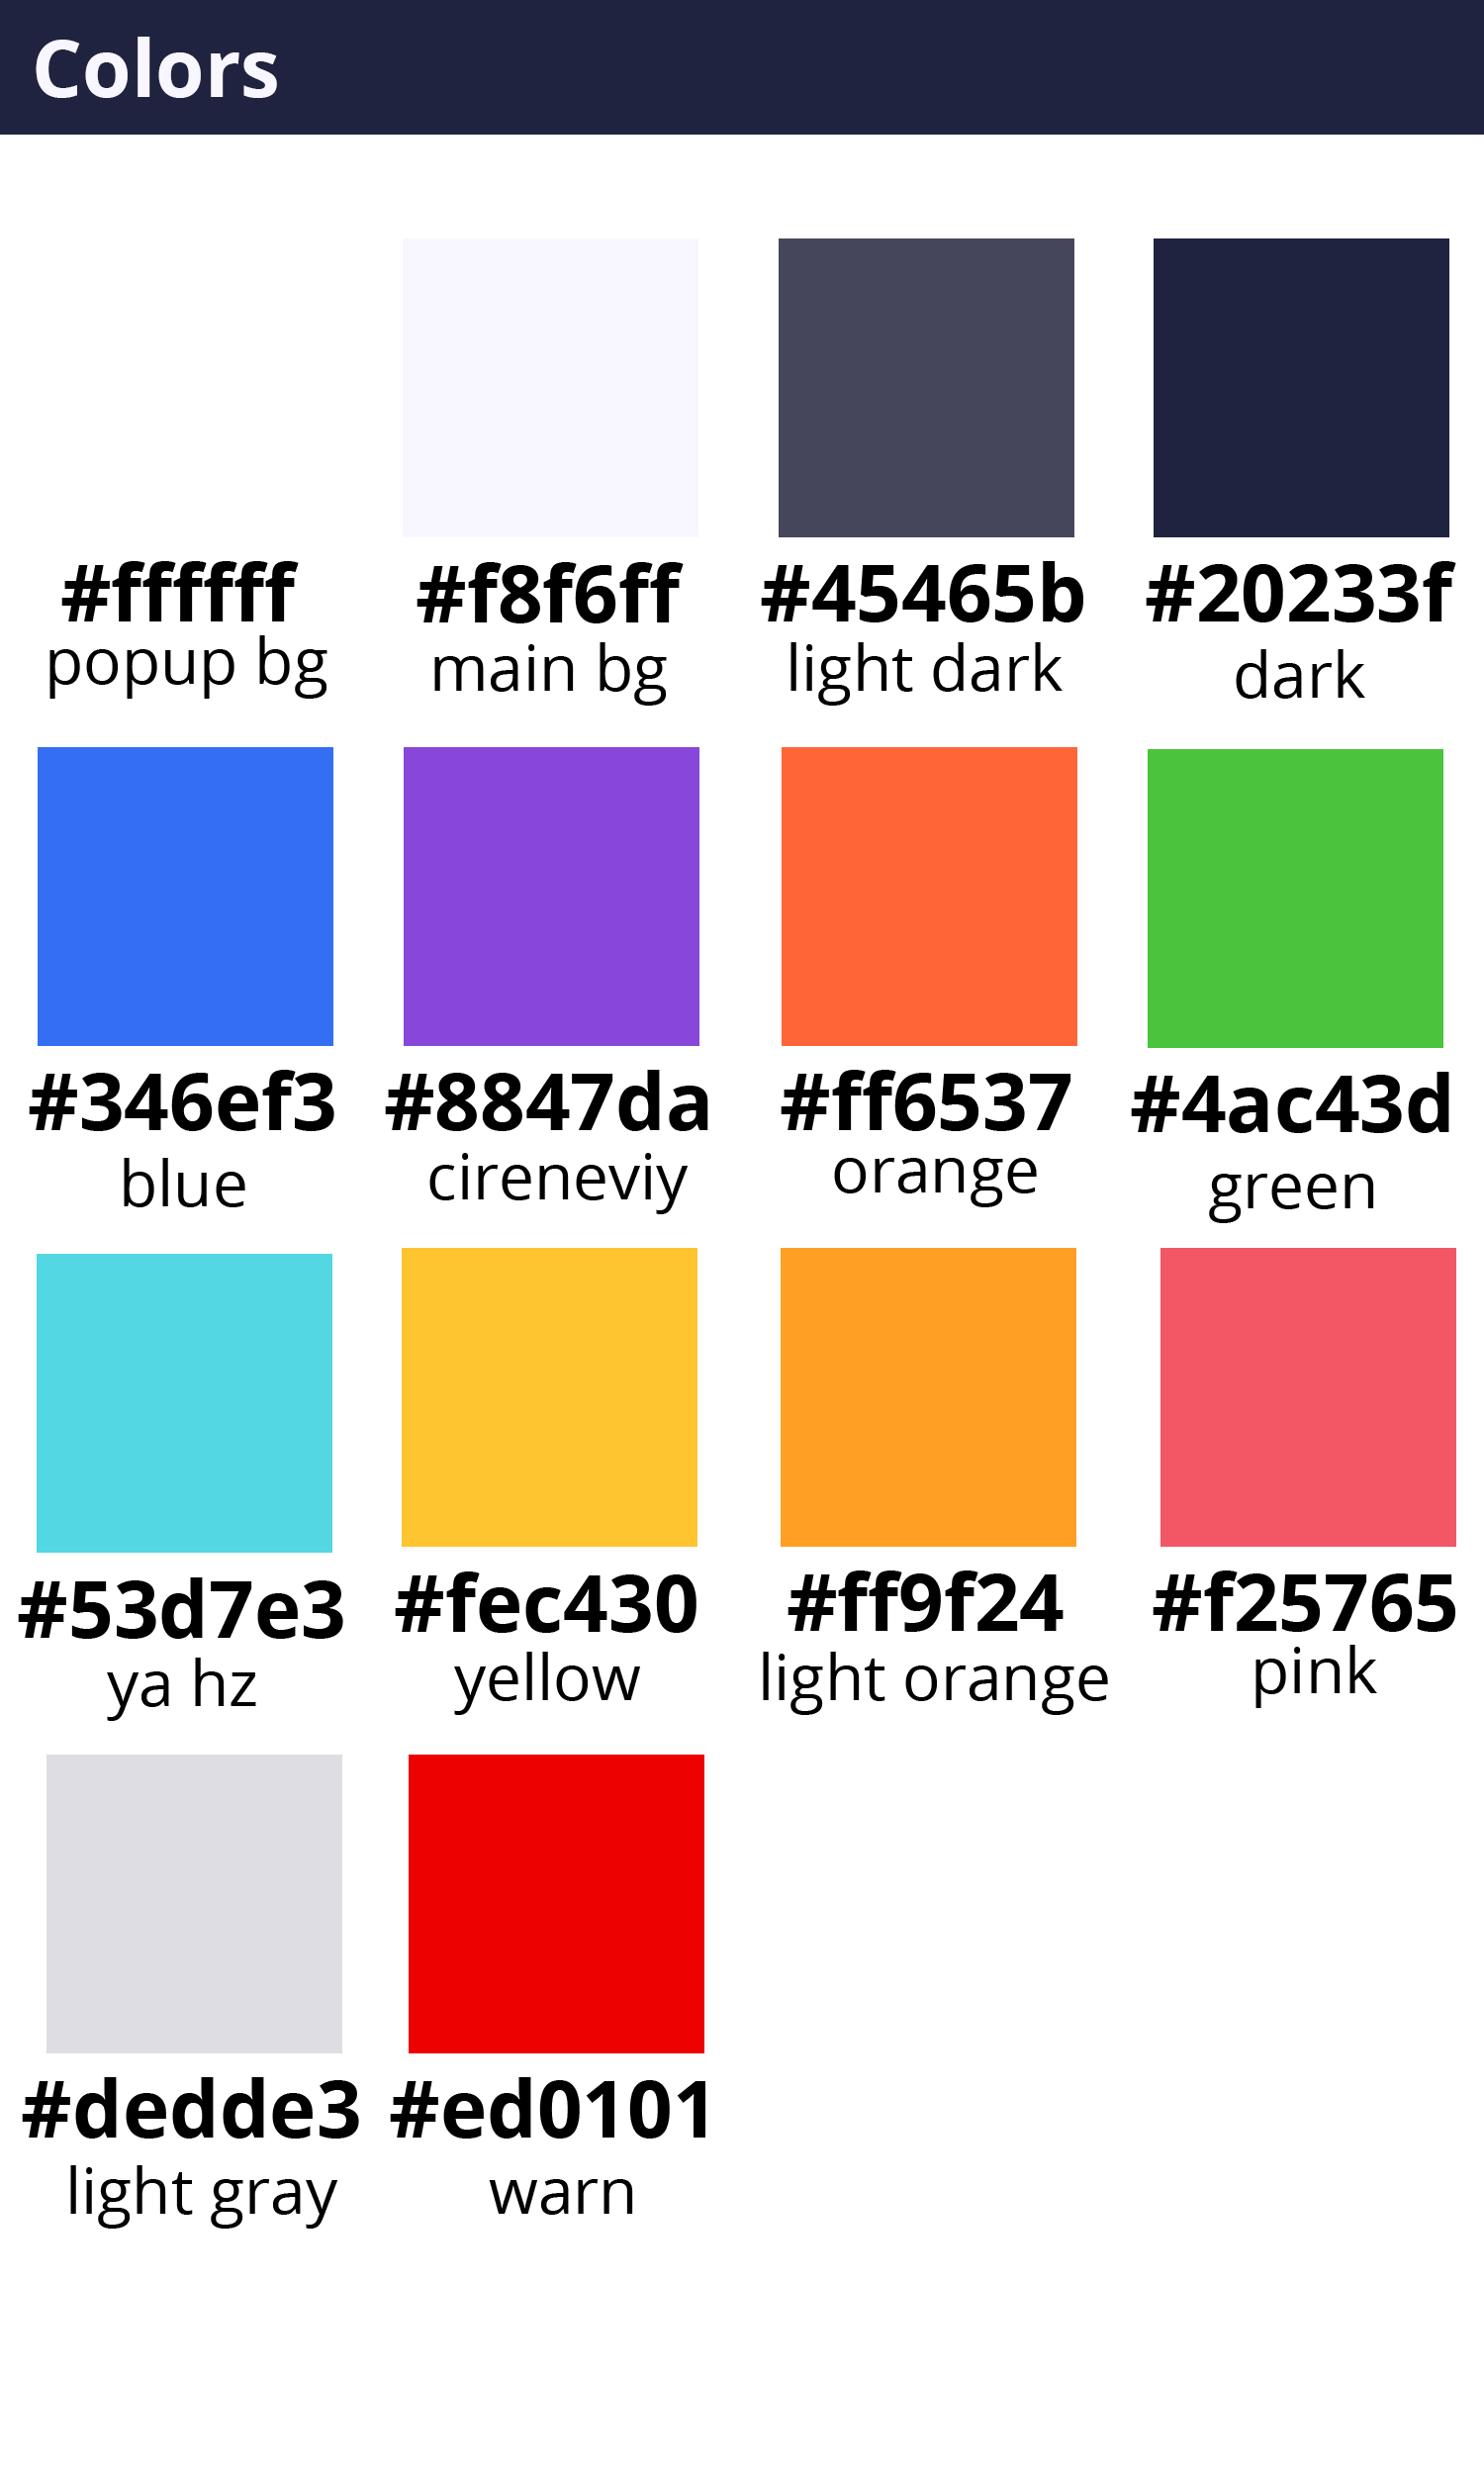 Colors
#ffffff #f8f6ff #45465b #20233f
popup bg main bg light dark dark
#346ef3 #8847da #ff6537 #4ac43d
blue cireneviy orange green
#53d7e3 #fec430 #ff9f24 #f25765
ya hz yellow light orange pink
#dedde3 #ed0101
light gray warn